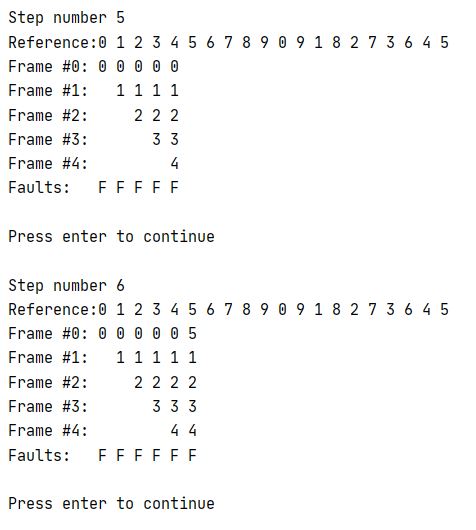 Step number 5
Reference:0 1 2 3 4 5 6 7 8 9 0 9 1 8 2 7 3 6 4 5
Frame #0: 0 0 0 0 0
Frame #1:   1 1 1 1
Frame #2:     2 2 2
Frame #3:       3 3
Frame #4:         4
Faults:   F F F F F

Press enter to continue

Step number 6
Reference:0 1 2 3 4 5 6 7 8 9 0 9 1 8 2 7 3 6 4 5
Frame #0: 0 0 0 0 0 5
Frame #1:   1 1 1 1 1
Frame #2:     2 2 2 2
Frame #3:       3 3 3
Frame #4:         4 4
Faults:   F F F F F F

Press enter to continue